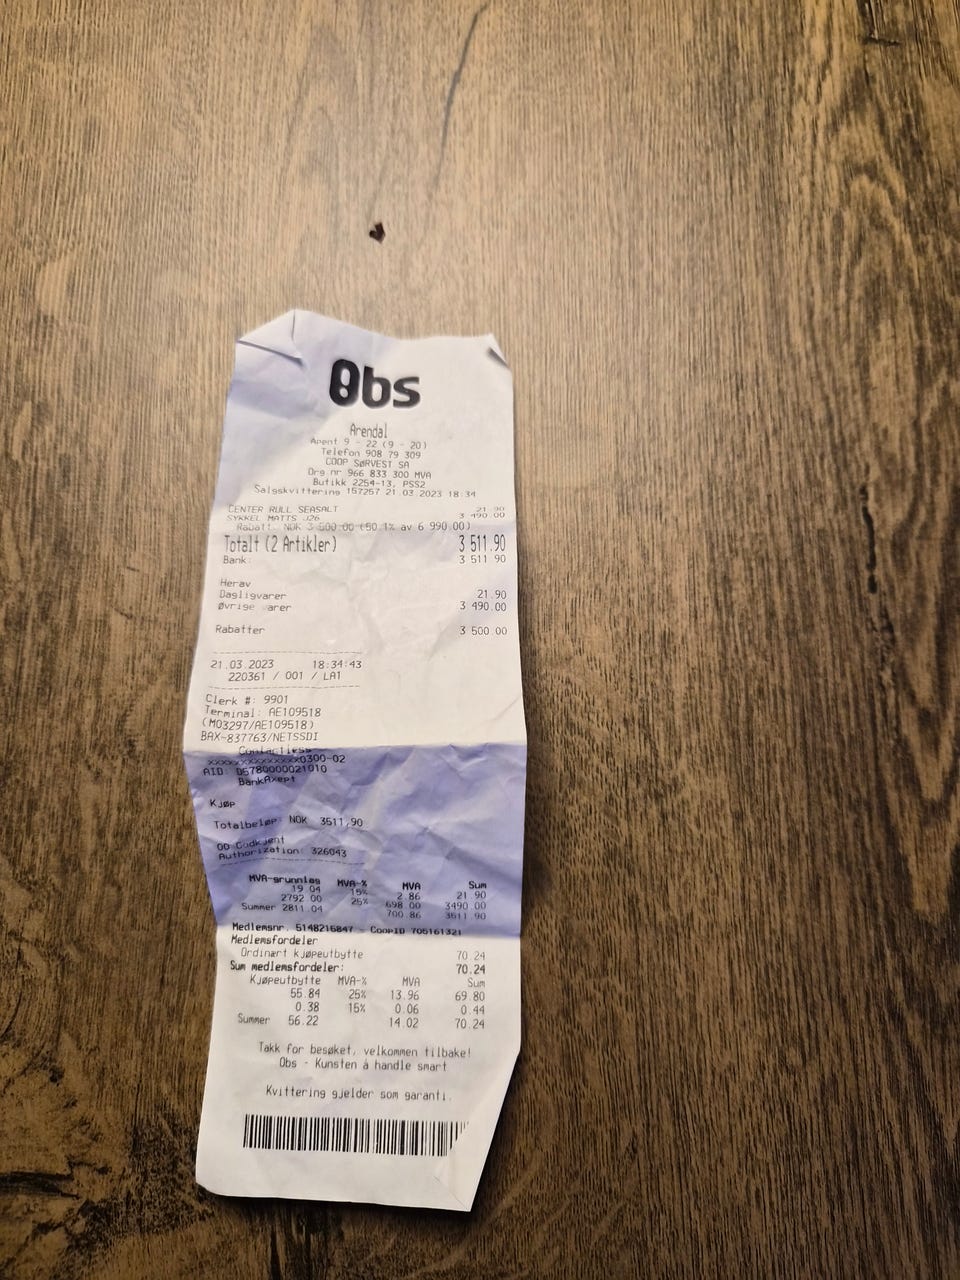 Obs
Arendal
Åpent 9 - 22 (9 - 20)
Telefon 908 79 309
COOP SØRVEST SA
Org nr 966 833 300 MVA
Butikk 2254-13, PSS2
Salgskvittering 157257 21.03.2023 18:34
CENTER RULL SEASALT 21.90
SYKKEL MATTS J26 3 490.00
Rabatt: NOK 3 500.00 (50.1% av 6 990.00)
Totalt (2 Artikler) 3 511.90
Bank: 3 511.90
Herav
Dagligvarer 21.90
Øvrige varer 3 490.00
Rabatter 3 500.00
21.03.2023 18:34:43
220361 / 001 / LA1
Clerk #: 9901
Terminal: AE109518
(M03297/AE109518)
BAX-837763/NETSSDI
Contactless
xxxxxxxxxxxxxx0300-02
AID: D5780000021010
BankAxept
Kjøp
Totalbeløp: NOK 3511,90
00 Godkjent
Authorization: 326043
MVA-grunnlag MVA-% MVA Sum
19.04 15% 2.86 21.90
2792.00 25% 698.00 3490.00
Summer 2811.04 700.86 3511.90
Medlemsnr. 5148216847 - CoopID 705161321
Medlemsfordeler
Ordinært kjøpeutbytte 70.24
Sum medlemsfordeler: 70.24
Kjøpeutbytte MVA-% MVA Sum
55.84 25% 13.96 69.80
0.38 15% 0.06 0.44
Summer 56.22 14.02 70.24
Takk for besøket, velkommen tilbake!
Obs - Kunsten å handle smart
Kvittering gjelder som garanti.